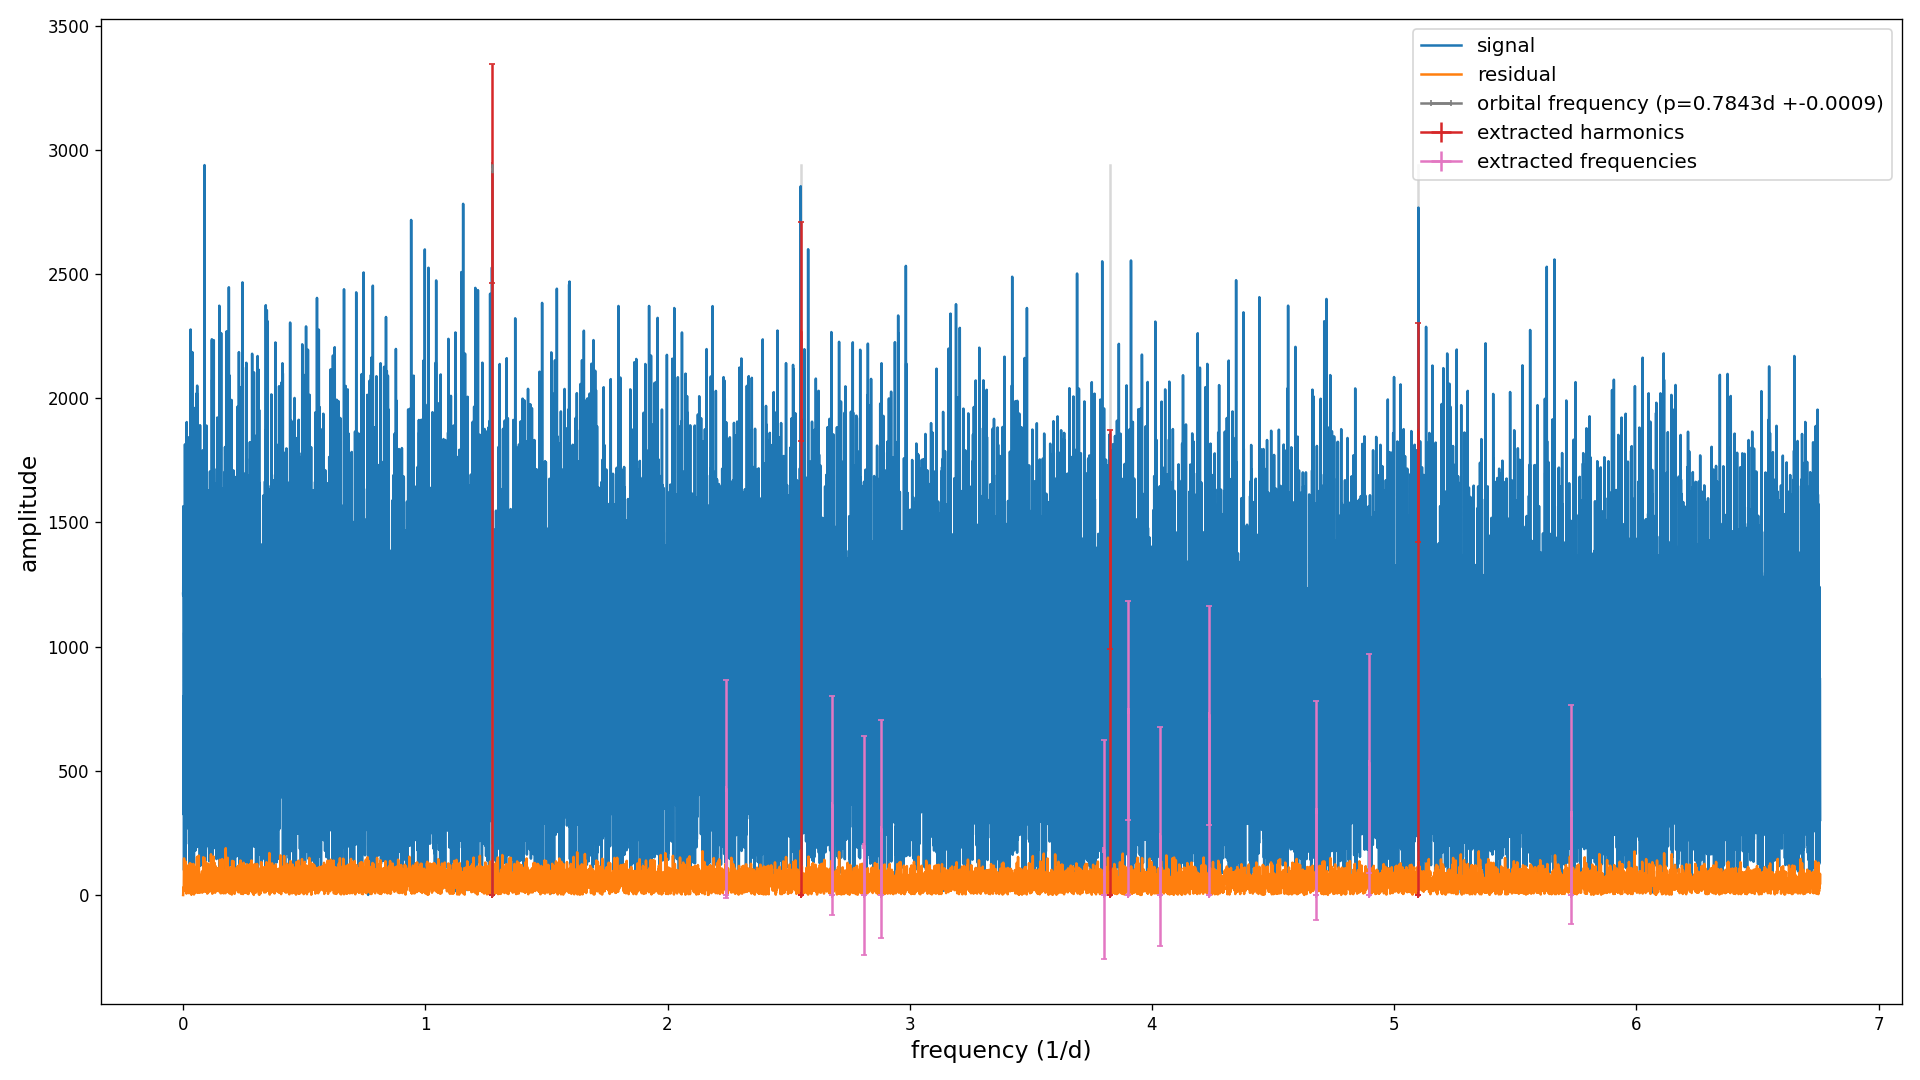 3500
3000
2500
2000
1500
1000
500
0
amplitude
0 1 2 3 4 5 6 7
frequency (1/d)
signal
residual
orbital frequency (p=0.7843d +-0.0009)
extracted harmonics
extracted frequencies